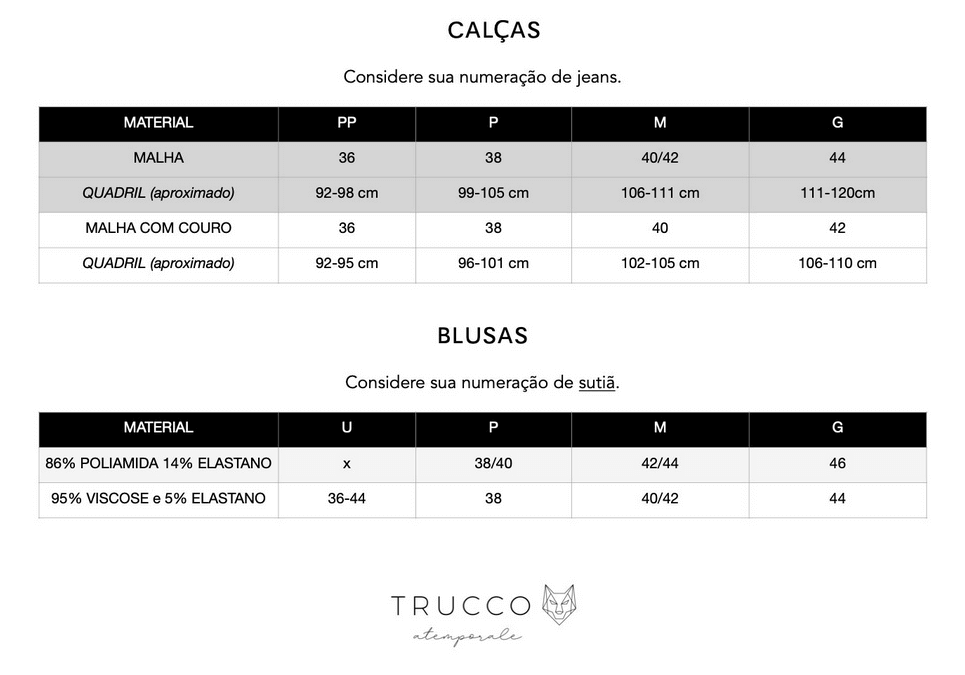 CALÇAS
Considere sua numeração de jeans.
MATERIAL PP P M G
MALHA 36 38 40/42 44
QUADRIL (aproximado) 92-98 cm 99-105 cm 106-111 cm 111-120cm
MALHA COM COURO 36 38 40 42
QUADRIL (aproximado) 92-95 cm 96-101 cm 102-105 cm 106-110 cm
BLUSAS
Considere sua numeração de sutiã.
MATERIAL U P M G
86% POLIAMIDA 14% ELASTANO x 38/40 42/44 46
95% VISCOSE e 5% ELASTANO 36-44 38 40/42 44
TRUCCO
atemporale